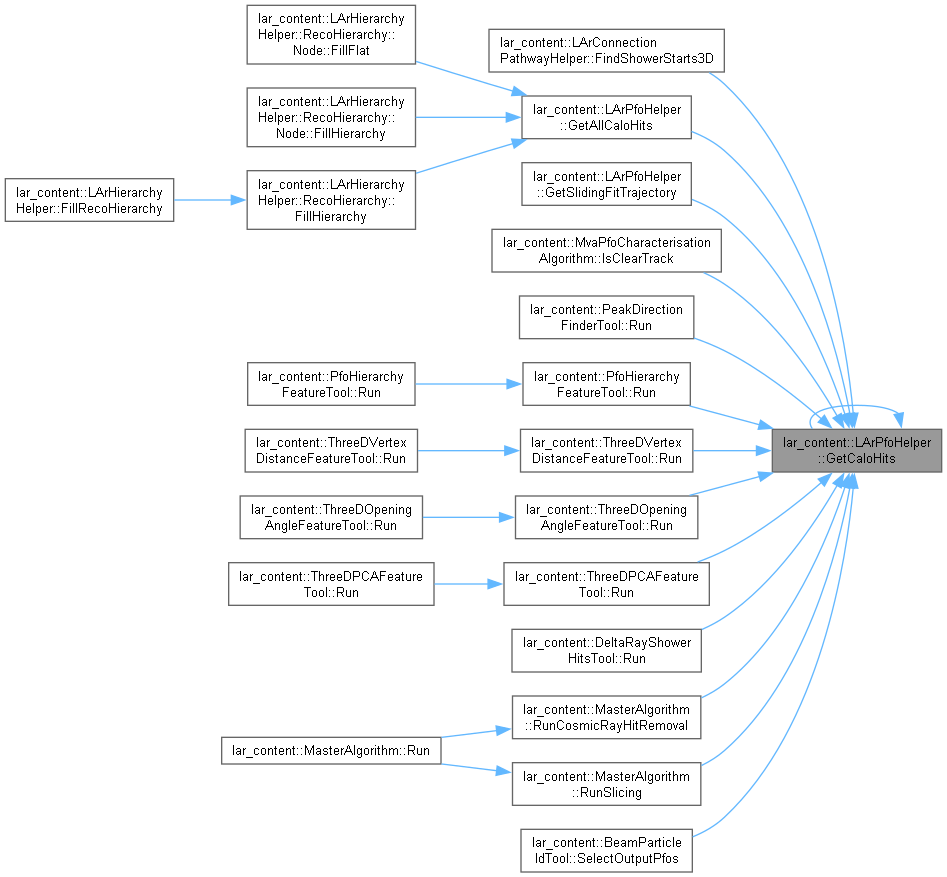 lar_content::LArHierarchy
Helper::RecoHierarchy::
Node::FillFlat
lar_content::LArConnection
PathwayHelper::FindShowerStarts3D
lar_content::LArHierarchy
Helper::RecoHierarchy::
Node::FillHierarchy
lar_content::LArPfoHelper
::GetAllCaloHits
lar_content::LArHierarchy
Helper::FillRecoHierarchy
lar_content::LArHierarchy
Helper::RecoHierarchy::
FillHierarchy
lar_content::LArPfoHelper
::GetSlidingFitTrajectory
lar_content::MvaPfoCharacterisation
Algorithm::IsClearTrack
lar_content::PeakDirection
FinderTool::Run
lar_content::PfoHierarchy
FeatureTool::Run
lar_content::PfoHierarchy
FeatureTool::Run
lar_content::ThreeDVertex
DistanceFeatureTool::Run
lar_content::ThreeDVertex
DistanceFeatureTool::Run
lar_content::LArPfoHelper
::GetCaloHits
lar_content::ThreeDOpening
AngleFeatureTool::Run
lar_content::ThreeDOpening
AngleFeatureTool::Run
lar_content::ThreeDPCAFeature
Tool::Run
lar_content::ThreeDPCAFeature
Tool::Run
lar_content::DeltaRayShower
HitsTool::Run
lar_content::MasterAlgorithm
::RunCosmicRayHitRemoval
lar_content::MasterAlgorithm::Run
lar_content::MasterAlgorithm
::RunSlicing
lar_content::BeamParticle
IdTool::SelectOutputPfos